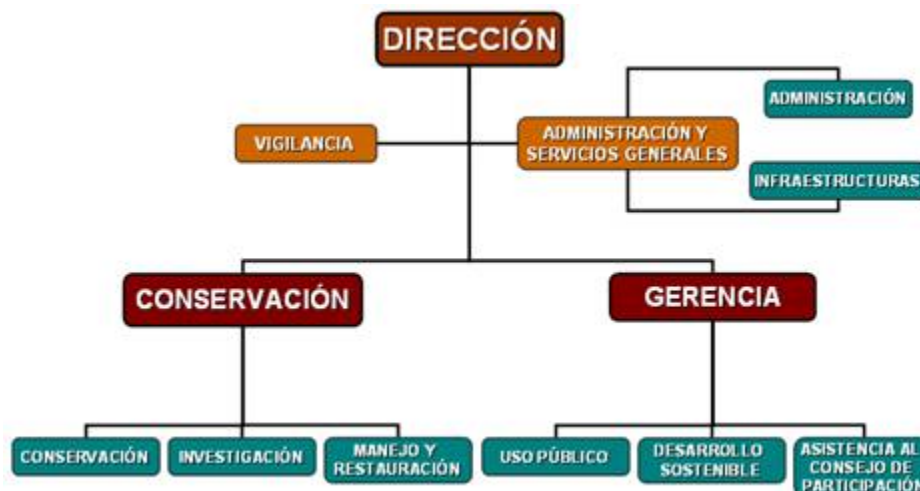 DIRECCIÓN
ADMINISTRACIÓN
VIGILANCIA
ADMINISTRACIÓN Y
SERVICIOS GENERALES
INFRAESTRUCTURAS
CONSERVACIÓN
GERENCIA
CONSERVACIÓN
INVESTIGACIÓN
MANEJO Y
RESTAURACIÓN
USO PÚBLICO
DESARROLLO
SOSTENIBLE
ASISTENCIA AL
CONSEJO DE
PARTICIPACIÓN